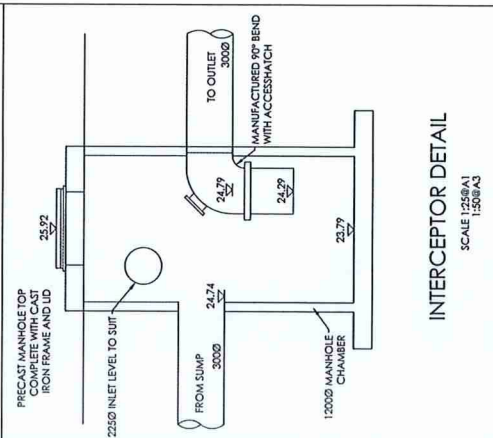 PRECAST MANHOLE TOP
COMPLETE WITH CAST
IRON FRAME AND LID
25.92
225Ø INLET LEVEL TO SUIT
TO OUTLET
300Ø
MANUFACTURED 90° BEND
WITH ACCESSHATCH
24.79
24.29
FROM SUMP
300Ø
24.74
23.79
1200Ø MANHOLE
CHAMBER
INTERCEPTOR DETAIL
SCALE 1:25@A1
1:50@A3